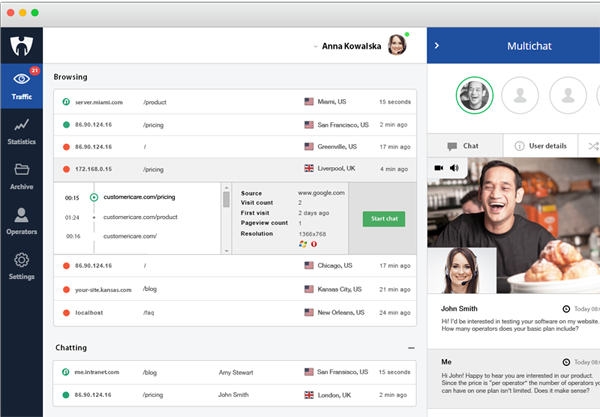 Anna Kowalska
Multichat
21
Traffic
Statistics
Archive
Operators
Settings
Browsing
server.miami.com /product Miami, US 15 seconds
86.90.124.16 /pricing San Francisco, US 2 min ago
86.90.124.16 / Greenville, US 17 min ago
172.168.0.15 /pricing Liverpool, UK 4 min ago
00:15 customericare.com/pricing
01:24 customericare.com/product
00:16 customericare.com/
Source www.google.com
Visit count 2
First visit 2 days ago
Pageview count 1
Resolution 1366x768
Start chat
86.90.124.16 / Chicago, US 17 min ago
your-site.kansas.com /blog Kansas City, US 21 min ago
localhost /faq New Orleans, US 24 min ago
Chatting
me.intranet.com /blog Amy Stewart San Fransisco, US 15 seconds
86.90.124.16 /pricing John Smith London, UK 2 min ago
Chat
User details
John Smith Today 08:
Hi! I'd be interested in testing your software on my website.
How many operators does your basic plan include?
Me Today 08:
Hi John! Happy to hear you are interested in our product.
Since the price is "per operator" the number of operators you
can have on one plan isn't limited. Does it make sense?